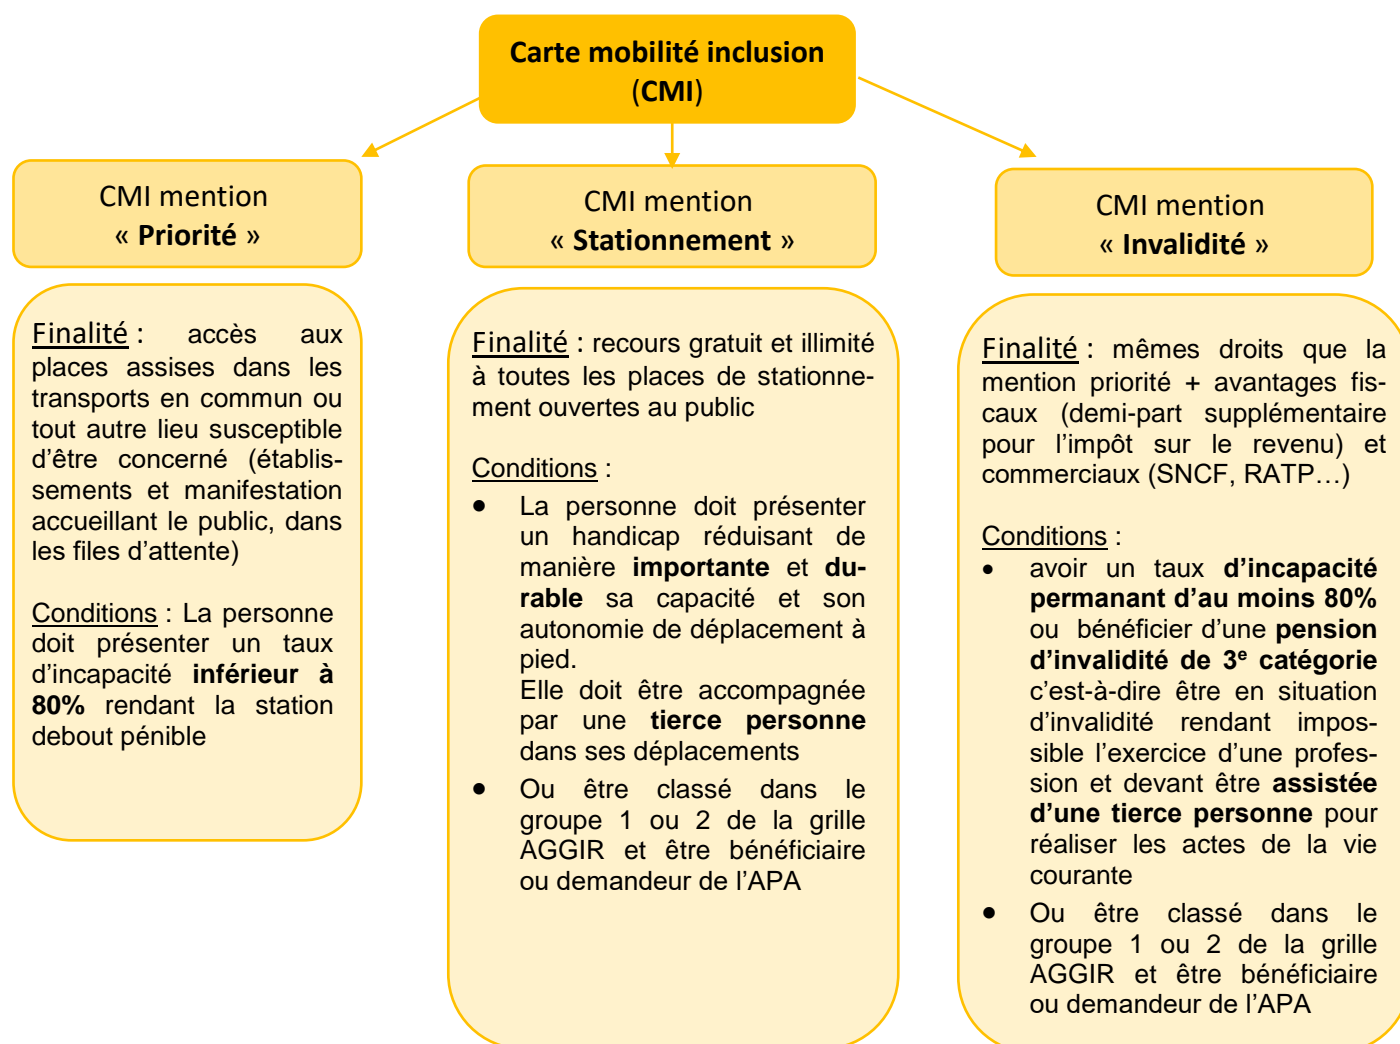 Carte mobilité inclusion
(CMI)
CMI mention
« Priorité »
Finalité : accès aux
places assises dans les
transports en commun ou
tout autre lieu susceptible
d’être concerné (établis-
sements et manifestation
accueillant le public, dans
les files d’attente)
Conditions : La personne
doit présenter un taux
d’incapacité inférieur à
80% rendant la station
debout pénible
CMI mention
« Stationnement »
Finalité : recours gratuit et illimité
à toutes les places de stationne-
ment ouvertes au public
Conditions :
• La personne doit présenter
un handicap réduisant de
manière importante et du-
rable sa capacité et son
autonomie de déplacement à
pied.
Elle doit être accompagnée
par une tierce personne
dans ses déplacements
• Ou être classé dans le
groupe 1 ou 2 de la grille
AGGIR et être bénéficiaire
ou demandeur de l’APA
CMI mention
« Invalidité »
Finalité : mêmes droits que la
mention priorité + avantages fis-
caux (demi-part supplémentaire
pour l’impôt sur le revenu) et
commerciaux (SNCF, RATP…)
Conditions :
• avoir un taux d’incapacité
permanant d’au moins 80%
ou bénéficier d’une pension
d’invalidité de 3e catégorie
c’est-à-dire être en situation
d’invalidité rendant impos-
sible l’exercice d’une profes-
sion et devant être assistée
d’une tierce personne pour
réaliser les actes de la vie
courante
• Ou être classé dans le
groupe 1 ou 2 de la grille
AGGIR et être bénéficiaire
ou demandeur de l’APA